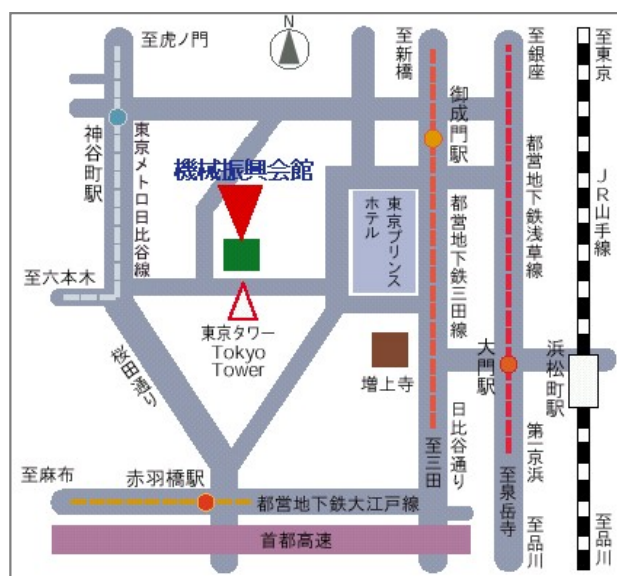 N
至虎ノ門
至新橋
至銀座
至東京
神谷町駅
東京メトロ日比谷線
御成門駅
都営地下鉄浅草線
JR山手線
機械振興会館
東京プリンス
ホテル
都営地下鉄三田線
至六本木
東京タワー
Tokyo
Tower
桜田通り
増上寺
大門駅
浜松町駅
日比谷通り
至三田
第一京浜
至泉岳寺
至品川
至品川
至麻布
赤羽橋駅
都営地下鉄大江戸線
首都高速